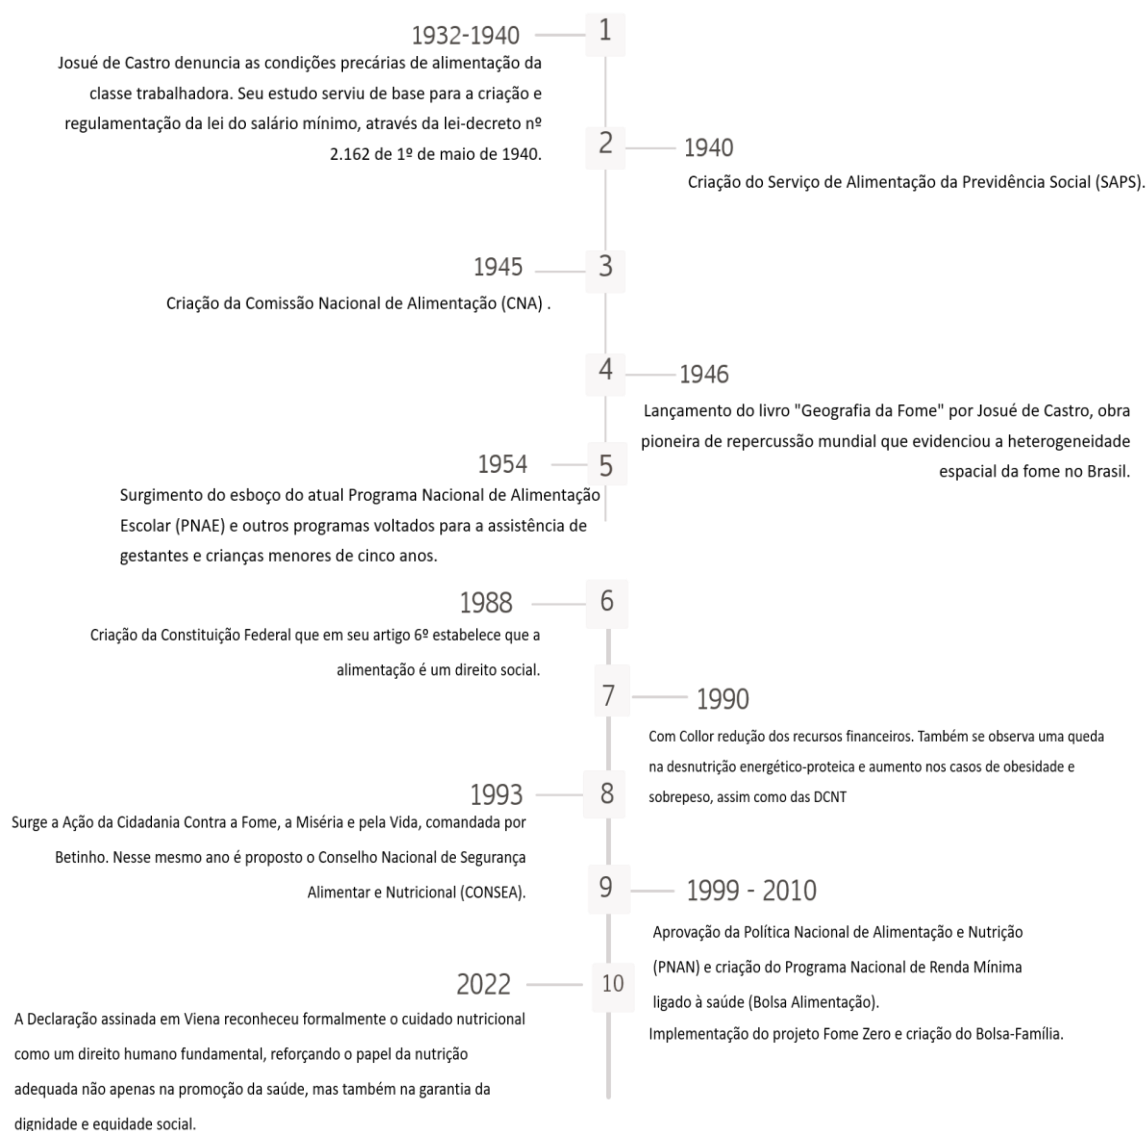 1932-1940
1
Josué de Castro denuncia as condições precárias de alimentação da
classe trabalhadora. Seu estudo serviu de base para a criação e
regulamentação da lei do salário mínimo, através da lei-decreto nº
2.162 de 1º de maio de 1940.
2
1940
Criação do Serviço de Alimentação da Previdência Social (SAPS).
1945
3
Criação da Comissão Nacional de Alimentação (CNA) .
4
1946
Lançamento do livro "Geografia da Fome" por Josué de Castro, obra
pioneira de repercussão mundial que evidenciou a heterogeneidade
espacial da fome no Brasil.
1954
5
Surgimento do esboço do atual Programa Nacional de Alimentação
Escolar (PNAE) e outros programas voltados para a assistência de
gestantes e crianças menores de cinco anos.
1988
6
Criação da Constituição Federal que em seu artigo 6º estabelece que a
alimentação é um direito social.
7
1990
Com Collor redução dos recursos financeiros. Também se observa uma queda
na desnutrição energético-proteica e aumento nos casos de obesidade e
sobrepeso, assim como das DCNT
1993
8
Surge a Ação da Cidadania Contra a Fome, a Miséria e pela Vida, comandada por
Betinho. Nesse mesmo ano é proposto o Conselho Nacional de Segurança
Alimentar e Nutricional (CONSEA).
9
1999 - 2010
Aprovação da Política Nacional de Alimentação e Nutrição
(PNAN) e criação do Programa Nacional de Renda Mínima
ligado à saúde (Bolsa Alimentação).
Implementação do projeto Fome Zero e criação do Bolsa-Família.
2022
10
A Declaração assinada em Viena reconheceu formalmente o cuidado nutricional
como um direito humano fundamental, reforçando o papel da nutrição
adequada não apenas na promoção da saúde, mas também na garantia da
dignidade e equidade social.